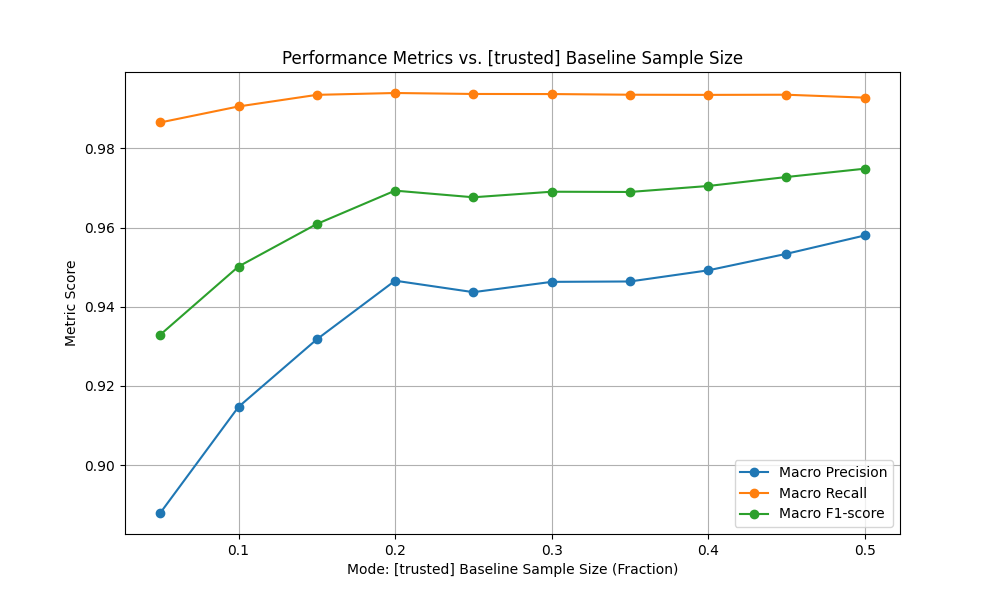 Performance Metrics vs. [trusted] Baseline Sample Size
Metric Score
0.98
0.96
0.94
0.92
0.90
0.1
0.2
0.3
0.4
0.5
Mode: [trusted] Baseline Sample Size (Fraction)
Macro Precision
Macro Recall
Macro F1-score